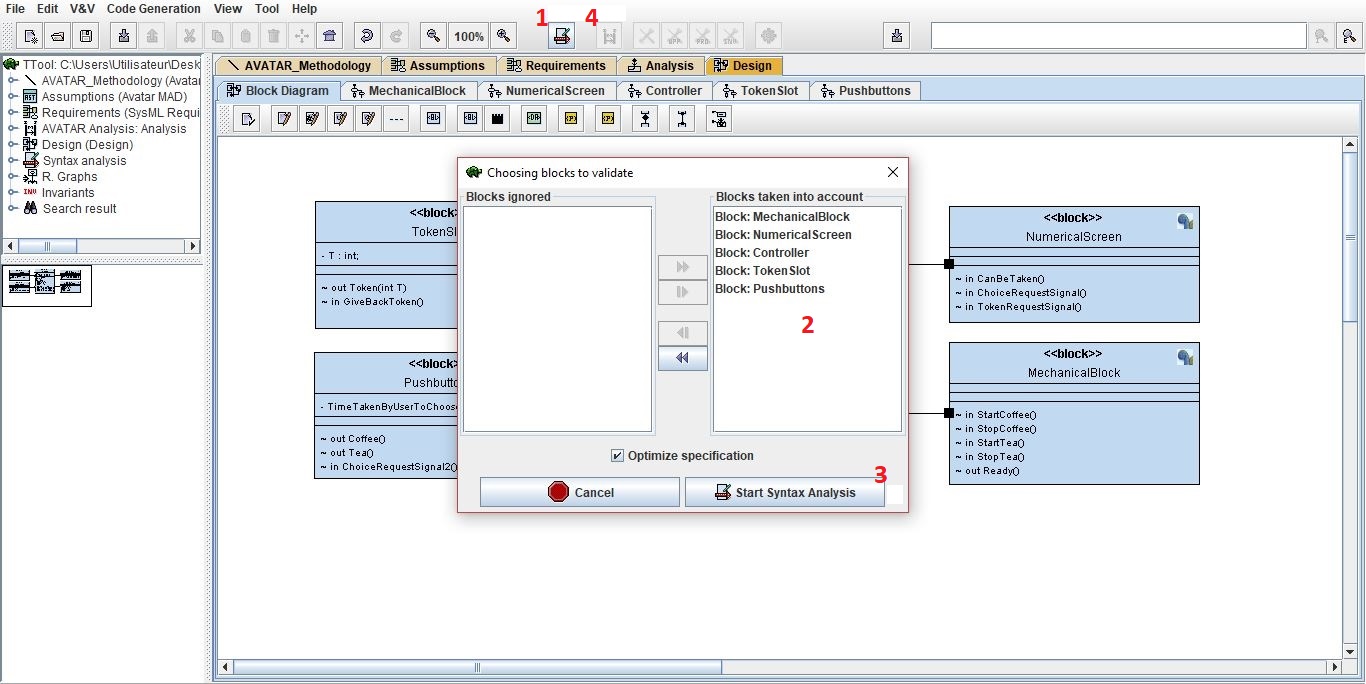 File Edit V&V Code Generation View Tool Help
1 4
100%
TTool: C:\Users\Utilisateur\Desk
AVATAR_Methodology (Avatar
Assumptions (Avatar MAD)
Requirements (SysML Requi
AVATAR Analysis: Analysis
Design (Design)
Syntax analysis
R. Graphs
Invariants
Search result
AVATAR_Methodology Assumptions Requirements Analysis Design
Block Diagram MechanicalBlock NumericalScreen Controller TokenSlot Pushbuttons
<<block>
TokenSl
- T : int;
~ out Token(int T)
~ in GiveBackToken()
<<block>
Pushbutto
- TimeTakenByUserToChoose
~ out Coffee()
~ out Tea()
~ in ChoiceRequestSignal2()
Choosing blocks to validate
Blocks ignored
Blocks taken into account
Block: MechanicalBlock
Block: NumericalScreen
Block: Controller
Block: TokenSlot
Block: Pushbuttons
2
Optimize specification
3
Cancel
Start Syntax Analysis
<<block>>
NumericalScreen
~ in CanBeTaken()
~ in ChoiceRequestSignal()
~ in TokenRequestSignal()
<<block>>
MechanicalBlock
~ in StartCoffee()
~ in StopCoffee()
~ in StartTea()
~ in StopTea()
~ out Ready()